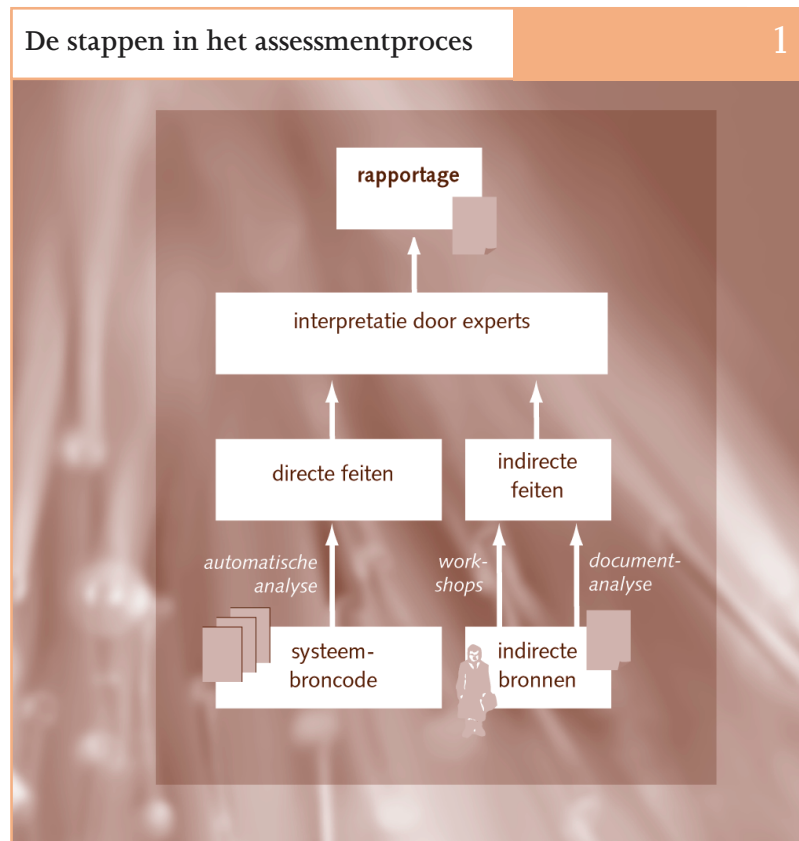 De stappen in het assessmentproces
1
rapportage
interpretatie door experts
directe feiten
indirecte
feiten
automatische
analyse
work-
shops
document-
analyse
systeem-
broncode
indirecte
bronnen